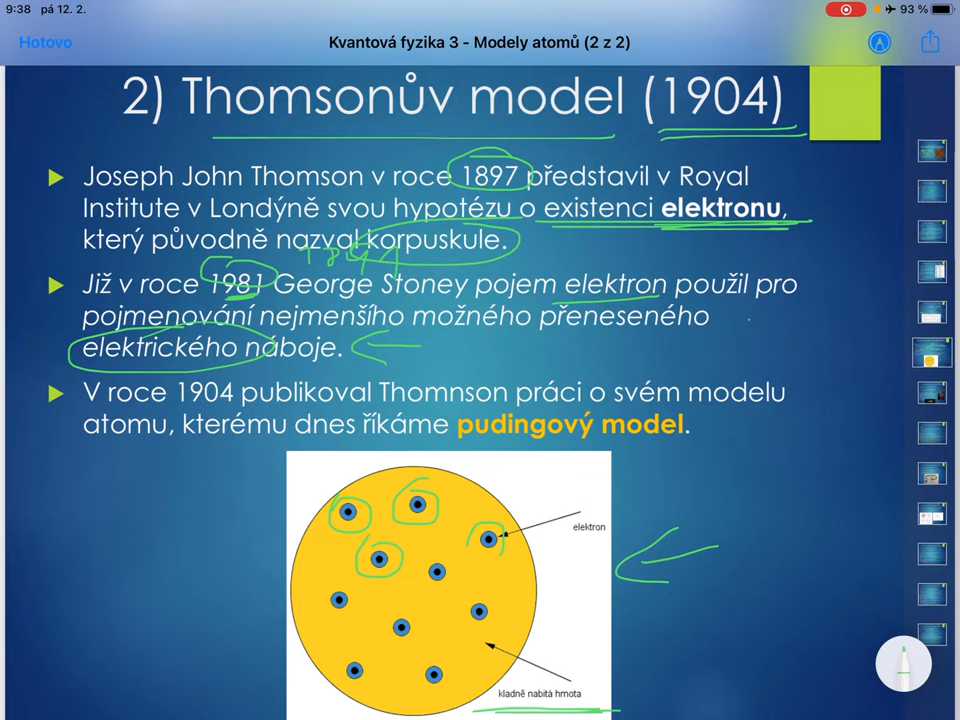 9:38 pá 12. 2.
93 %
Hotovo
Kvantová fyzika 3 - Modely atomů (2 z 2)
2) Thomsonův model (1904)
Joseph John Thomson v roce 1897 představil v Royal
Institute v Londýně svou hypotézu o existenci elektronu,
který původně nazval korpuskule.
1891
Již v roce 1981 George Stoney pojem elektron použil pro
pojmenování nejmenšího možného přeneseného
elektrického náboje.
V roce 1904 publikoval Thomnson práci o svém modelu
atomu, kterému dnes říkáme pudingový model.
elektron
kladně nabitá hmota